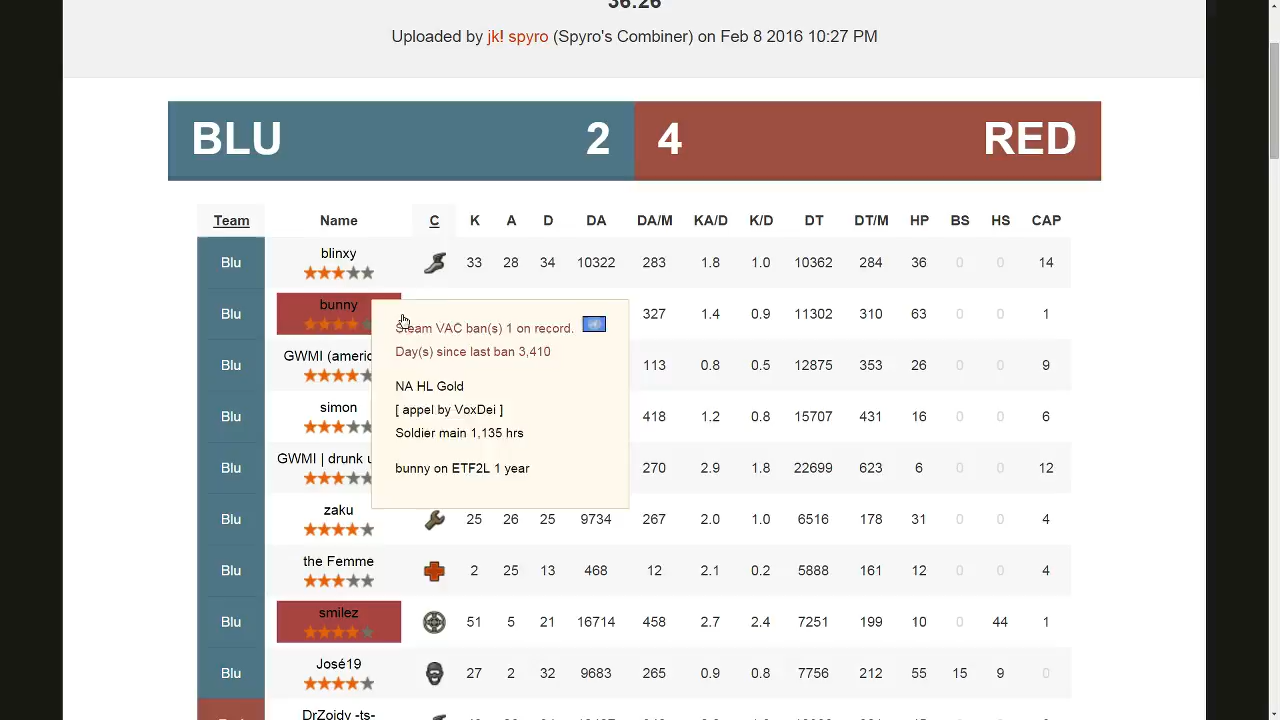 36:26
Uploaded by jk! spyro (Spyro's Combiner) on Feb 8 2016 10:27 PM
BLU 2 4 RED
Team Name C K A D DA DA/M KA/D K/D DT DT/M HP BS HS CAP
Blu blinxy 33 28 34 10322 283 1.8 1.0 10362 284 36 0 0 14
Blu bunny 327 1.4 0.9 11302 310 63 0 0 1
Steam VAC ban(s) 1 on record.
Day(s) since last ban 3,410
NA HL Gold
[ appel by VoxDei ]
Soldier main 1,135 hrs
bunny on ETF2L 1 year
Blu GWMI (americ 113 0.8 0.5 12875 353 26 0 0 9
Blu simon 418 1.2 0.8 15707 431 16 0 0 6
Blu GWMI | drunk u 270 2.9 1.8 22699 623 6 0 0 12
Blu zaku 25 26 25 9734 267 2.0 1.0 6516 178 31 0 0 4
Blu the Femme 2 25 13 468 12 2.1 0.2 5888 161 12 0 0 4
Blu smilez 51 5 21 16714 458 2.7 2.4 7251 199 10 0 44 1
Blu José19 27 2 32 9683 265 0.9 0.8 7756 212 55 15 9 0
DrZoidy -ts-